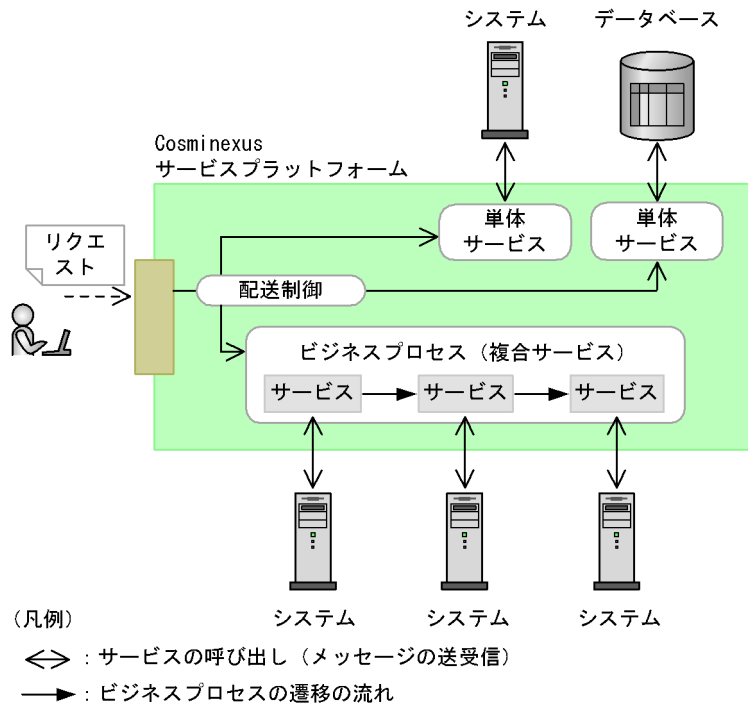 システム
データベース
Cosminexus
サービスプラットフォーム
単体
サービス
単体
サービス
リクエ
スト
配送制御
ビジネスプロセス（複合サービス）
サービス
サービス
サービス
システム
システム
システム
（凡例）
：サービスの呼び出し（メッセージの送受信）
：ビジネスプロセスの遷移の流れ